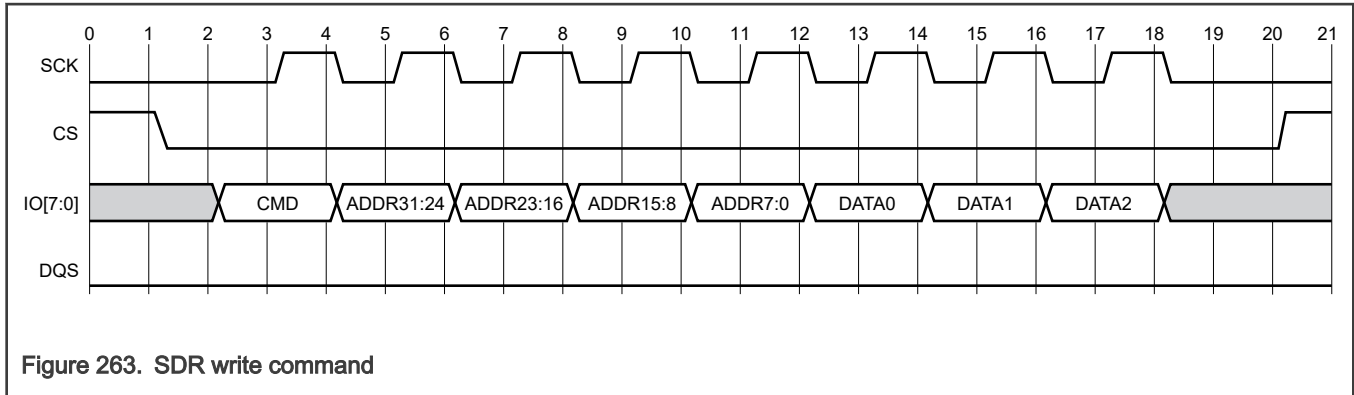 0 1 2 3 4 5 6 7 8 9 10 11 12 13 14 15 16 17 18 19 20 21
SCK
CS
IO[7:0] CMD ADDR31:24 ADDR23:16 ADDR15:8 ADDR7:0 DATA0 DATA1 DATA2
DQS
Figure 263. SDR write command